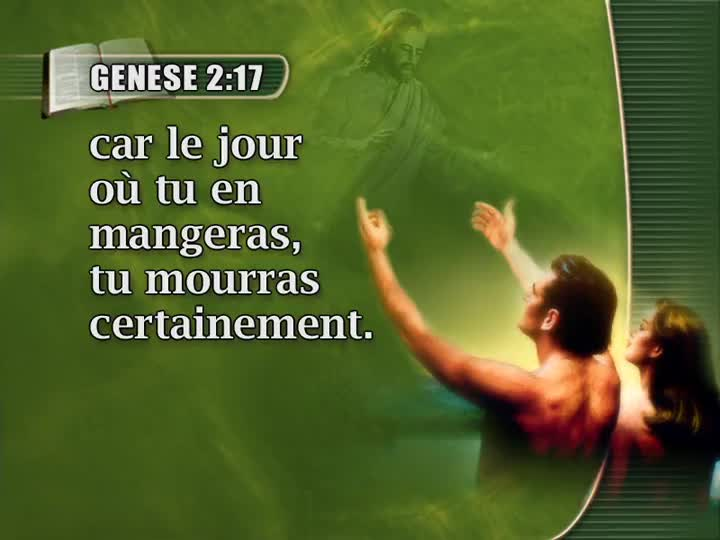 GENESE 2:17
car le jour
où tu en
mangeras,
tu mourras
certainement.